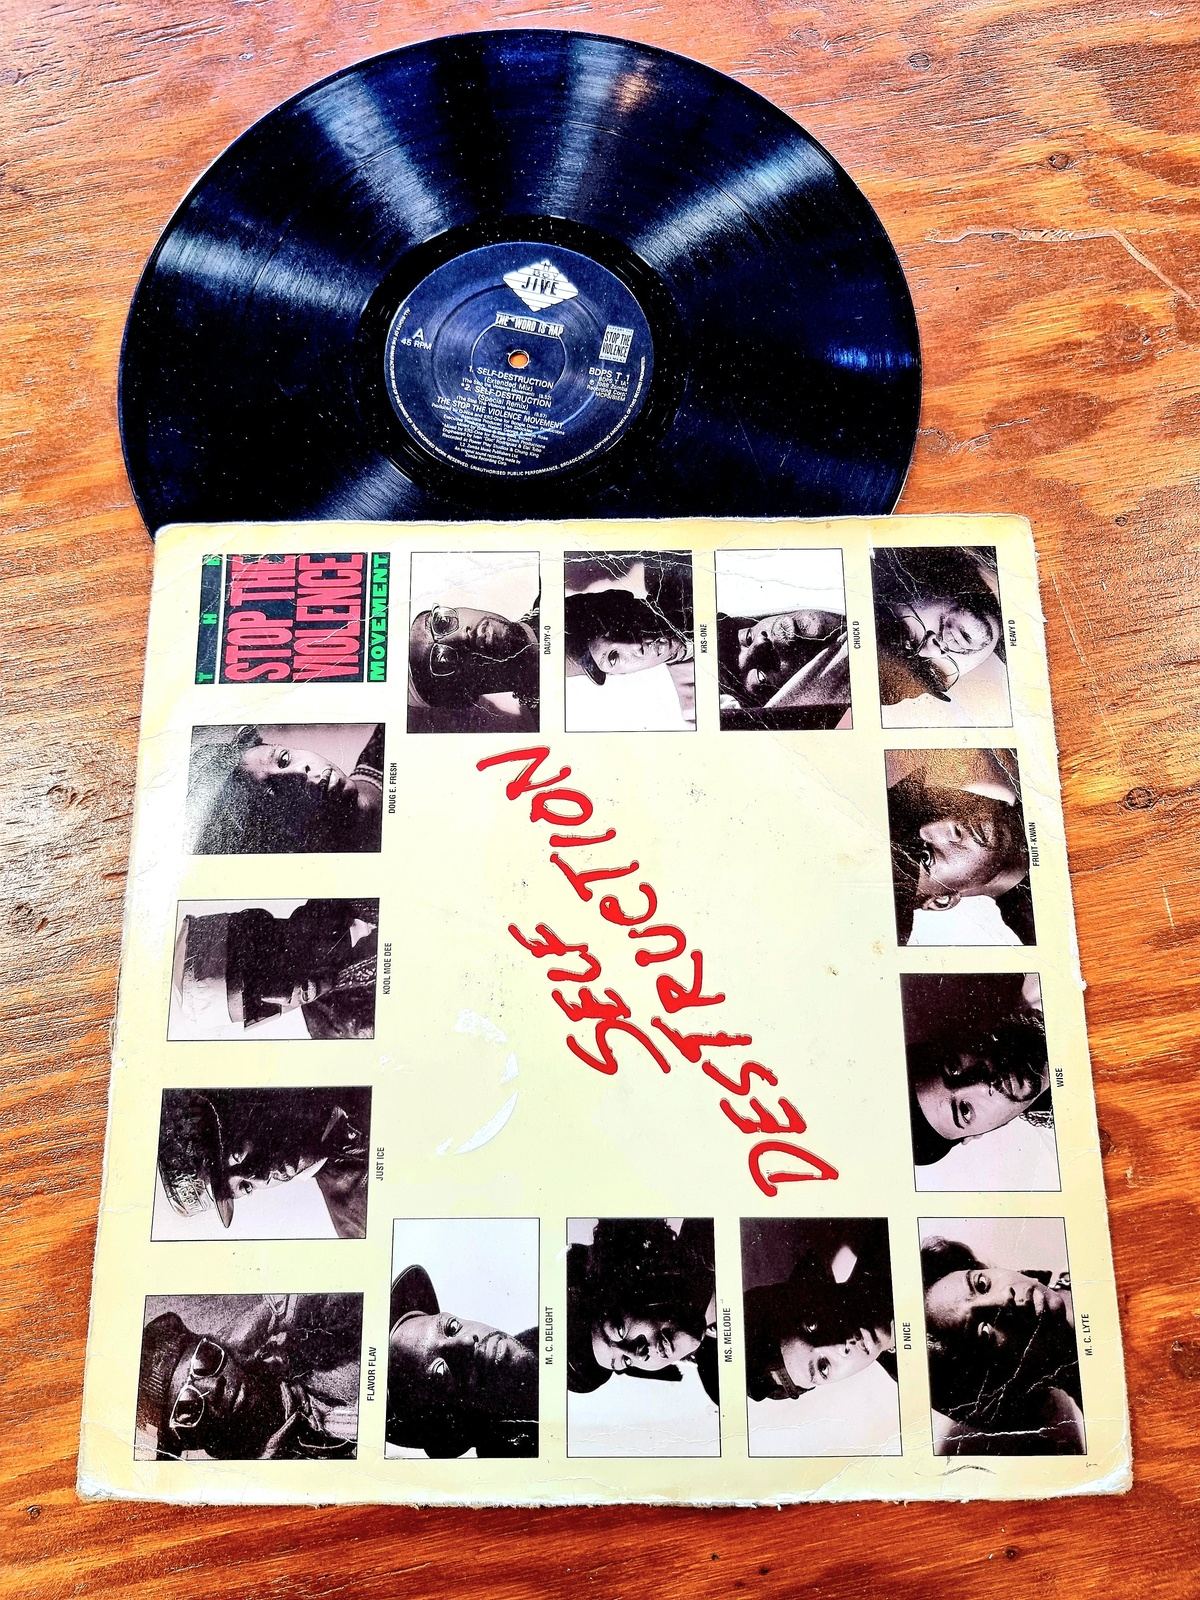 JIVE
THE WORD IS RAP
A
45 RPM
STOP THE
VIOLENCE
BDPS T 1
1. SELF-DESTRUCTION
(Extended Mix)
2. SELF-DESTRUCTION
(Special Remix)
THE STOP THE VIOLENCE MOVEMENT
THE
STOP THE
VIOLENCE
MOVEMENT
DADDY-O
KRS-ONE
CHUCK D
HEAVY D
DOUG E. FRESH
FRUIT-KWAN
KOOL MOE DEE
WISE
JUST ICE
SELF
DESTRUCTION
FLAVOR FLAV
M. C. DELIGHT
MS. MELODIE
D NICE
M. C. LYTE